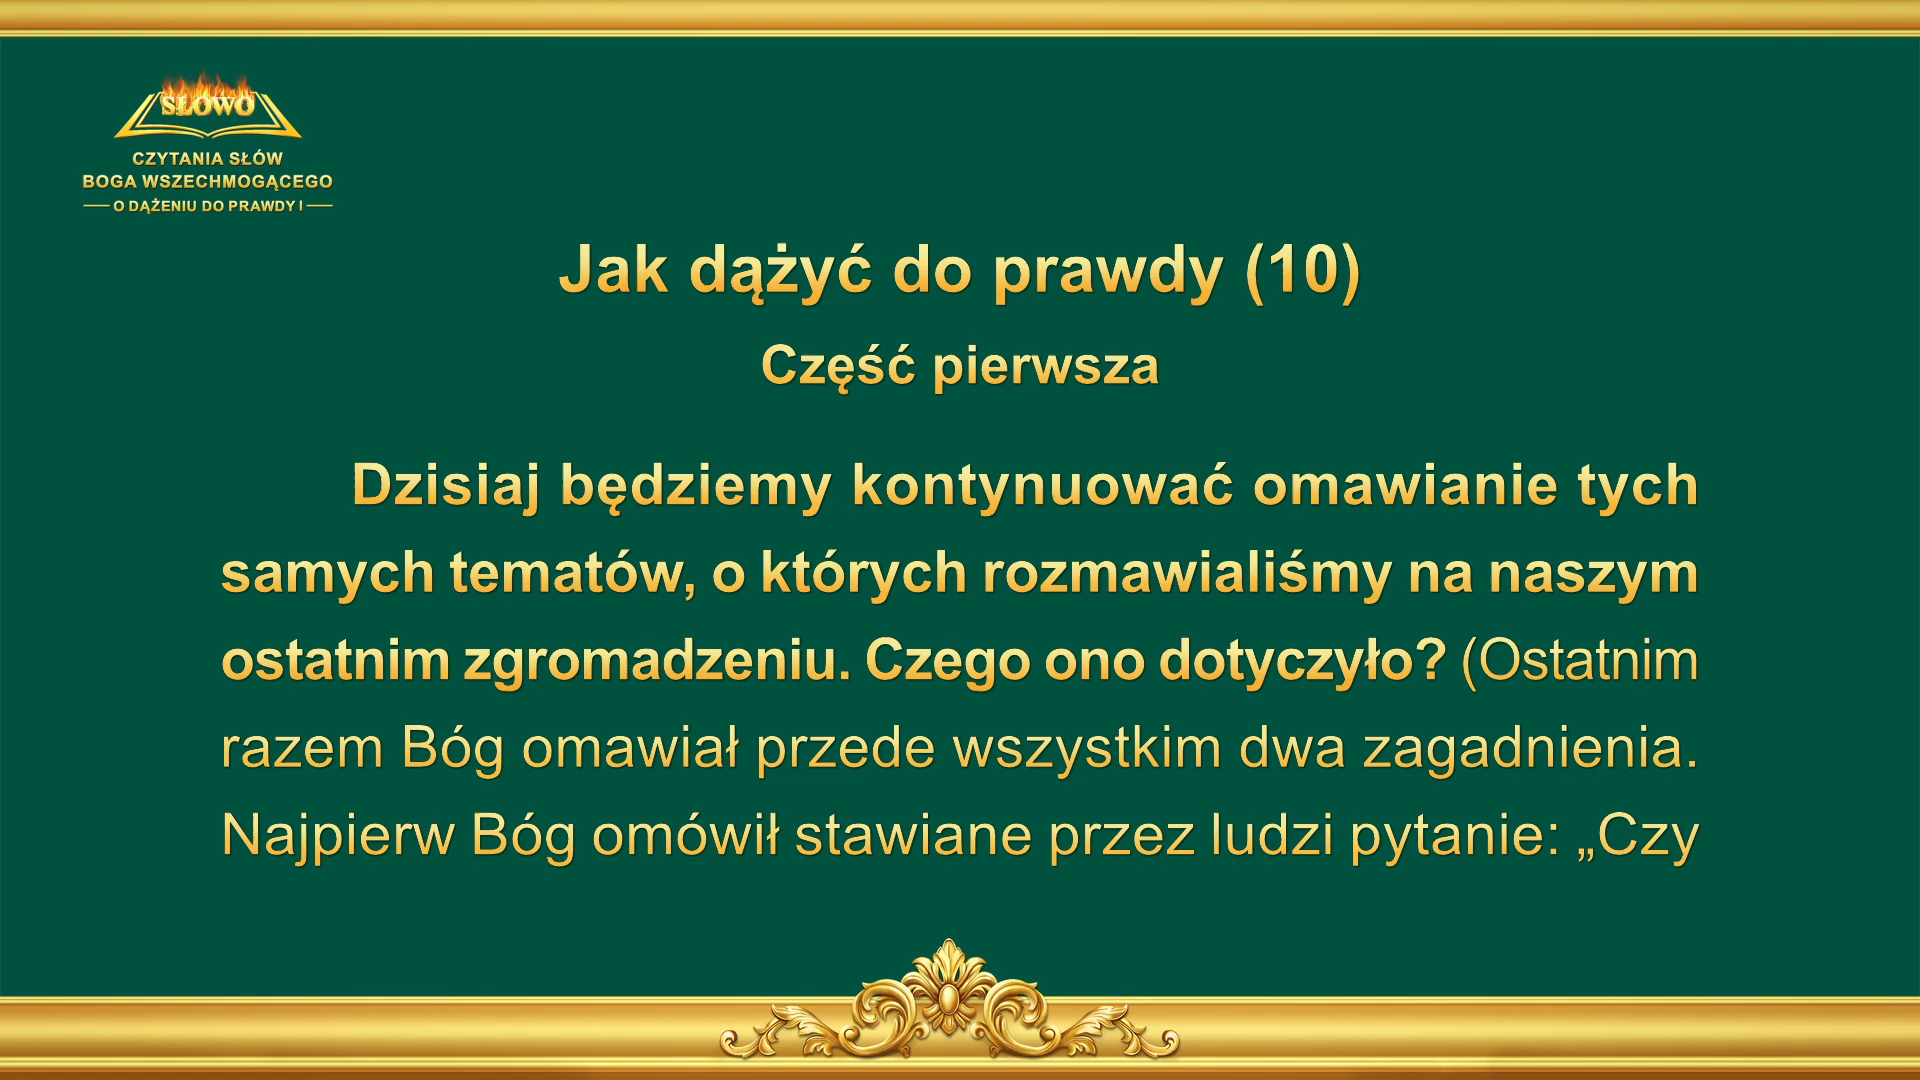 SŁOWO
CZYTANIA SŁÓW
BOGA WSZECHMOGĄCEGO
O DĄŻENIU DO PRAWDY I
Jak dążyć do prawdy (10)
Część pierwsza
Dzisiaj będziemy kontynuować omawianie tych
samych tematów, o których rozmawialiśmy na naszym
ostatnim zgromadzeniu. Czego ono dotyczyło? (Ostatnim
razem Bóg omawiał przede wszystkim dwa zagadnienia.
Najpierw Bóg omówił stawiane przez ludzi pytanie: „Czy